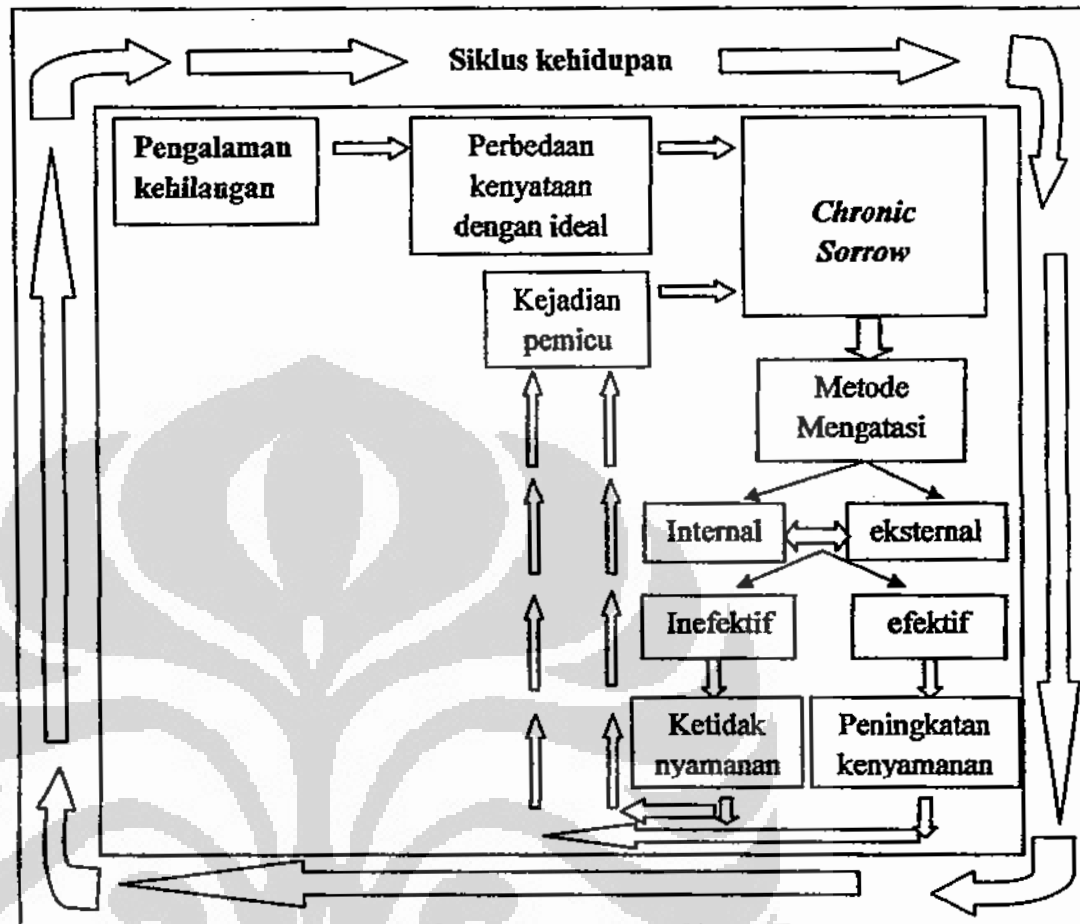 Siklus kehidupan
Pengalaman
kehilangan
Perbedaan
kenyataan
dengan ideal
Chronic
Sorrow
Kejadian
pemicu
Metode
Mengatasi
Internal
eksternal
Inefektif
efektif
Ketidak
nyamanan
Peningkatan
kenyamanan